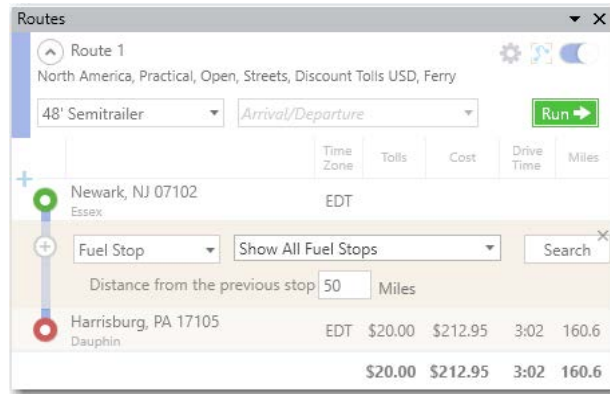 Routes
Route 1
North America, Practical, Open, Streets, Discount Tolls USD, Ferry
48' Semitrailer Arrival/Departure Run
Time Zone Tolls Cost Drive Time Miles
Newark, NJ 07102 EDT
Essex
Fuel Stop Show All Fuel Stops Search
Distance from the previous stop 50 Miles
Harrisburg, PA 17105 EDT $20.00 $212.95 3:02 160.6
Dauphin
$20.00 $212.95 3:02 160.6